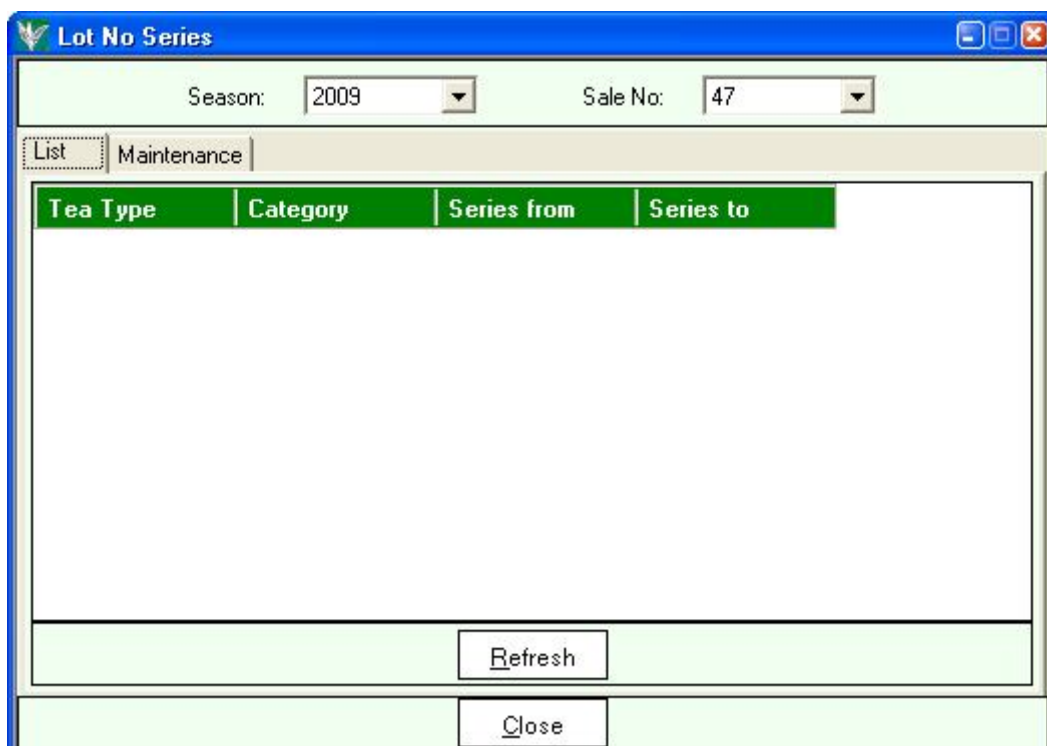 Lot No Series
Season: 2009 Sale No: 47
List Maintenance
Tea Type Category Series from Series to
Refresh
Close